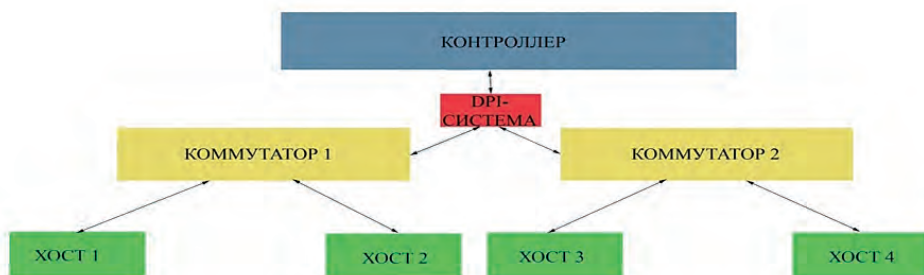 КОНТРОЛЛЕР
DPI-
СИСТЕМА
КОММУТАТОР 1
КОММУТАТОР 2
ХОСТ 1
ХОСТ 2
ХОСТ 3
ХОСТ 4